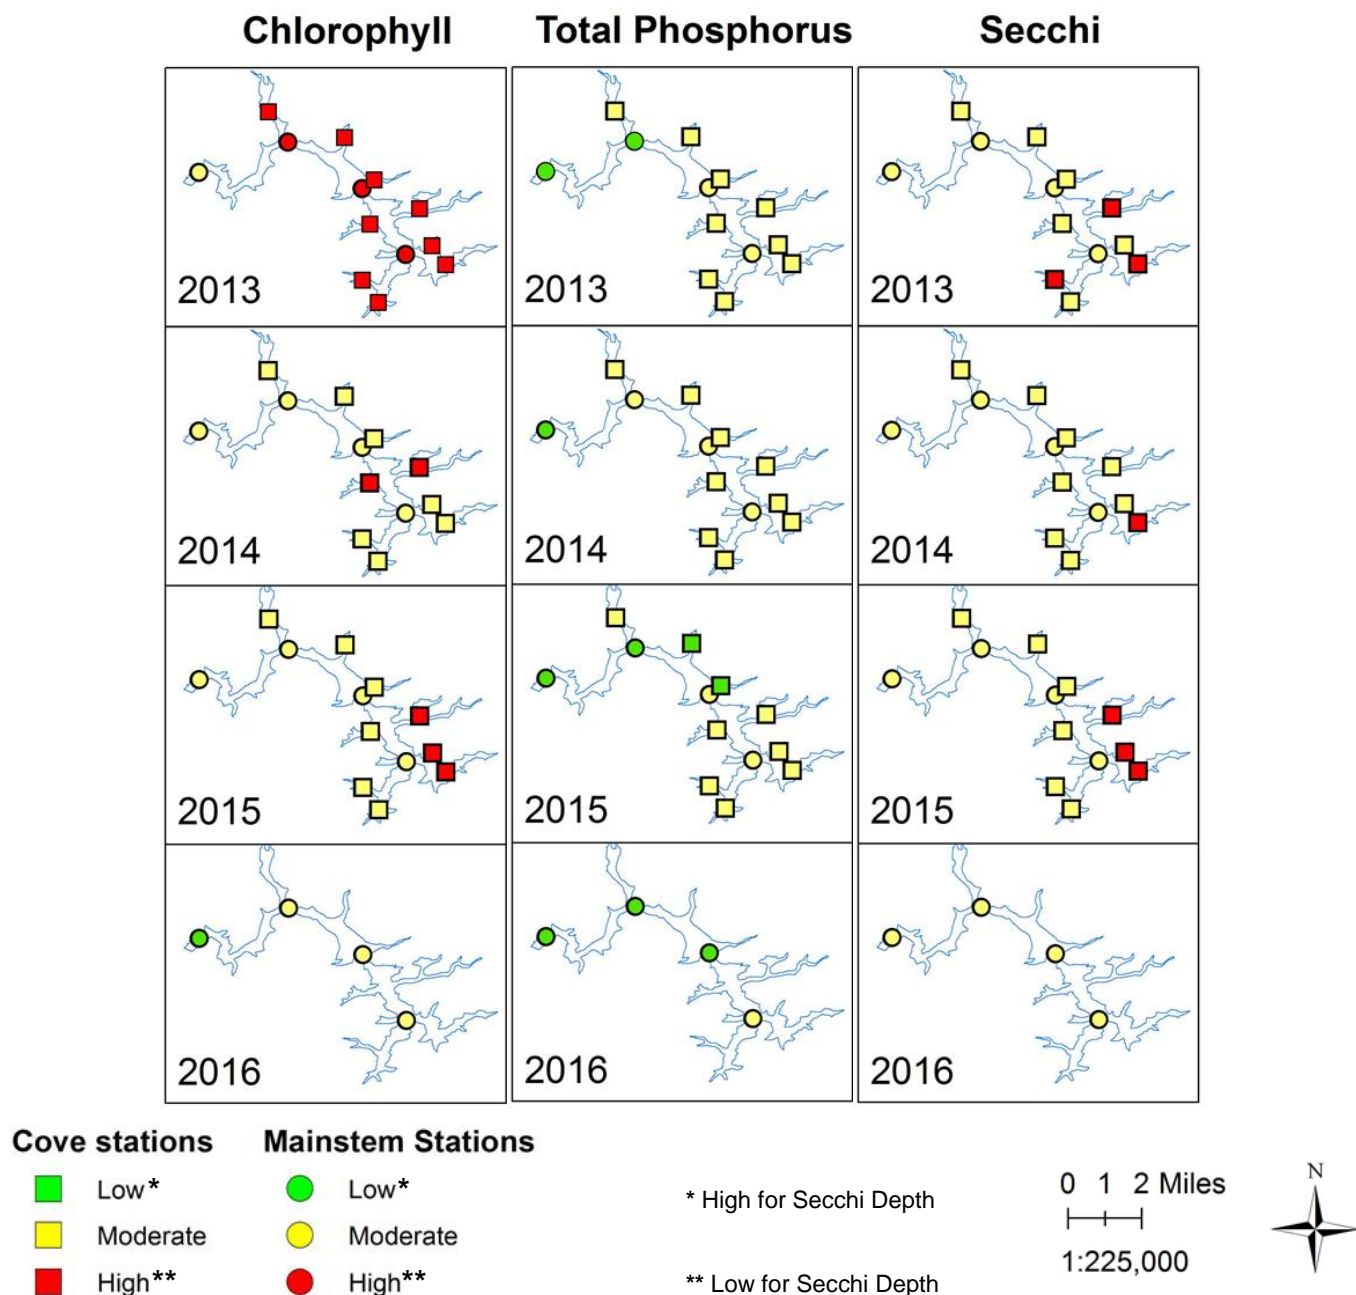 Chlorophyll Total Phosphorus Secchi
2013 2013 2013
2014 2014 2014
2015 2015 2015
2016 2016 2016
Cove stations Mainstem Stations
Low* Low*
Moderate Moderate
High** High**
* High for Secchi Depth
** Low for Secchi Depth
0 1 2 Miles
1:225,000
N